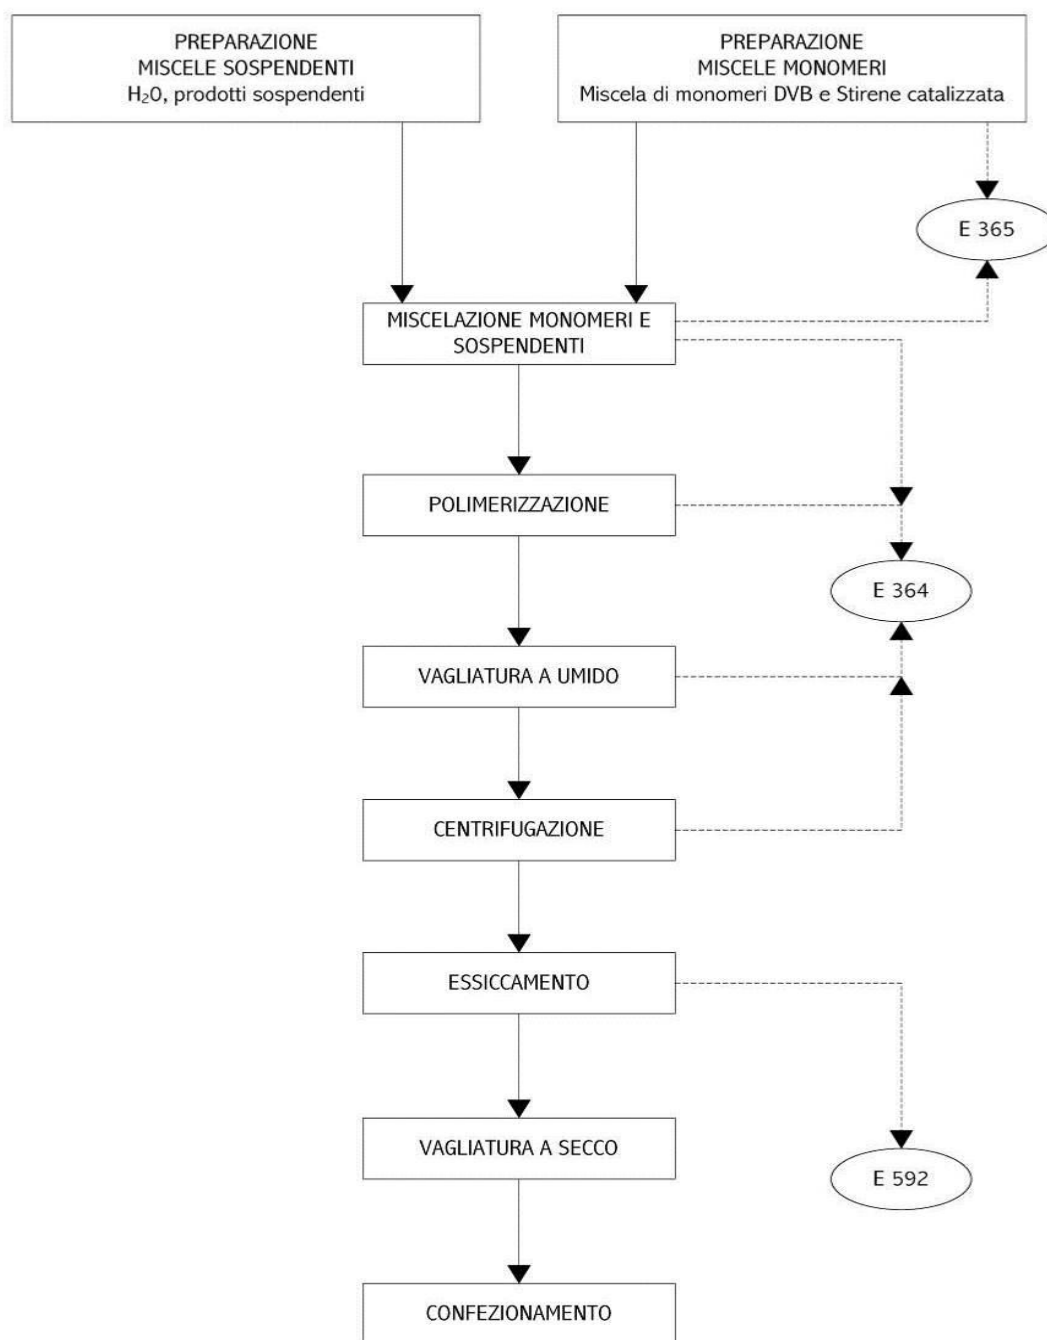 PREPARAZIONE
MISCELE SOSPENDENTI
H₂0, prodotti sospendenti
PREPARAZIONE
MISCELE MONOMERI
Miscela di monomeri DVB e Stirene catalizzata
E 365
MISCELAZIONE MONOMERI E
SOSPENDENTI
POLIMERIZZAZIONE
E 364
VAGLIATURA A UMIDO
CENTRIFUGAZIONE
ESSICCAMENTO
VAGLIATURA A SECCO
E 592
CONFEZIONAMENTO